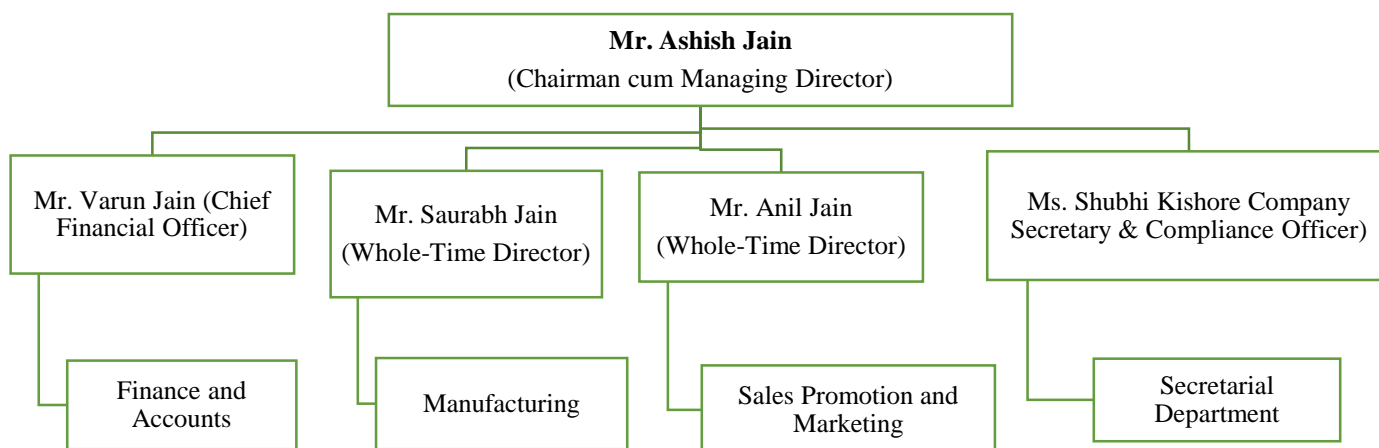 Mr. Ashish Jain
(Chairman cum Managing Director)
Mr. Varun Jain (Chief
Financial Officer)
Mr. Saurabh Jain
(Whole-Time Director)
Mr. Anil Jain
(Whole-Time Director)
Ms. Shubhi Kishore Company
Secretary & Compliance Officer)
Finance and
Accounts
Manufacturing
Sales Promotion and
Marketing
Secretarial
Department